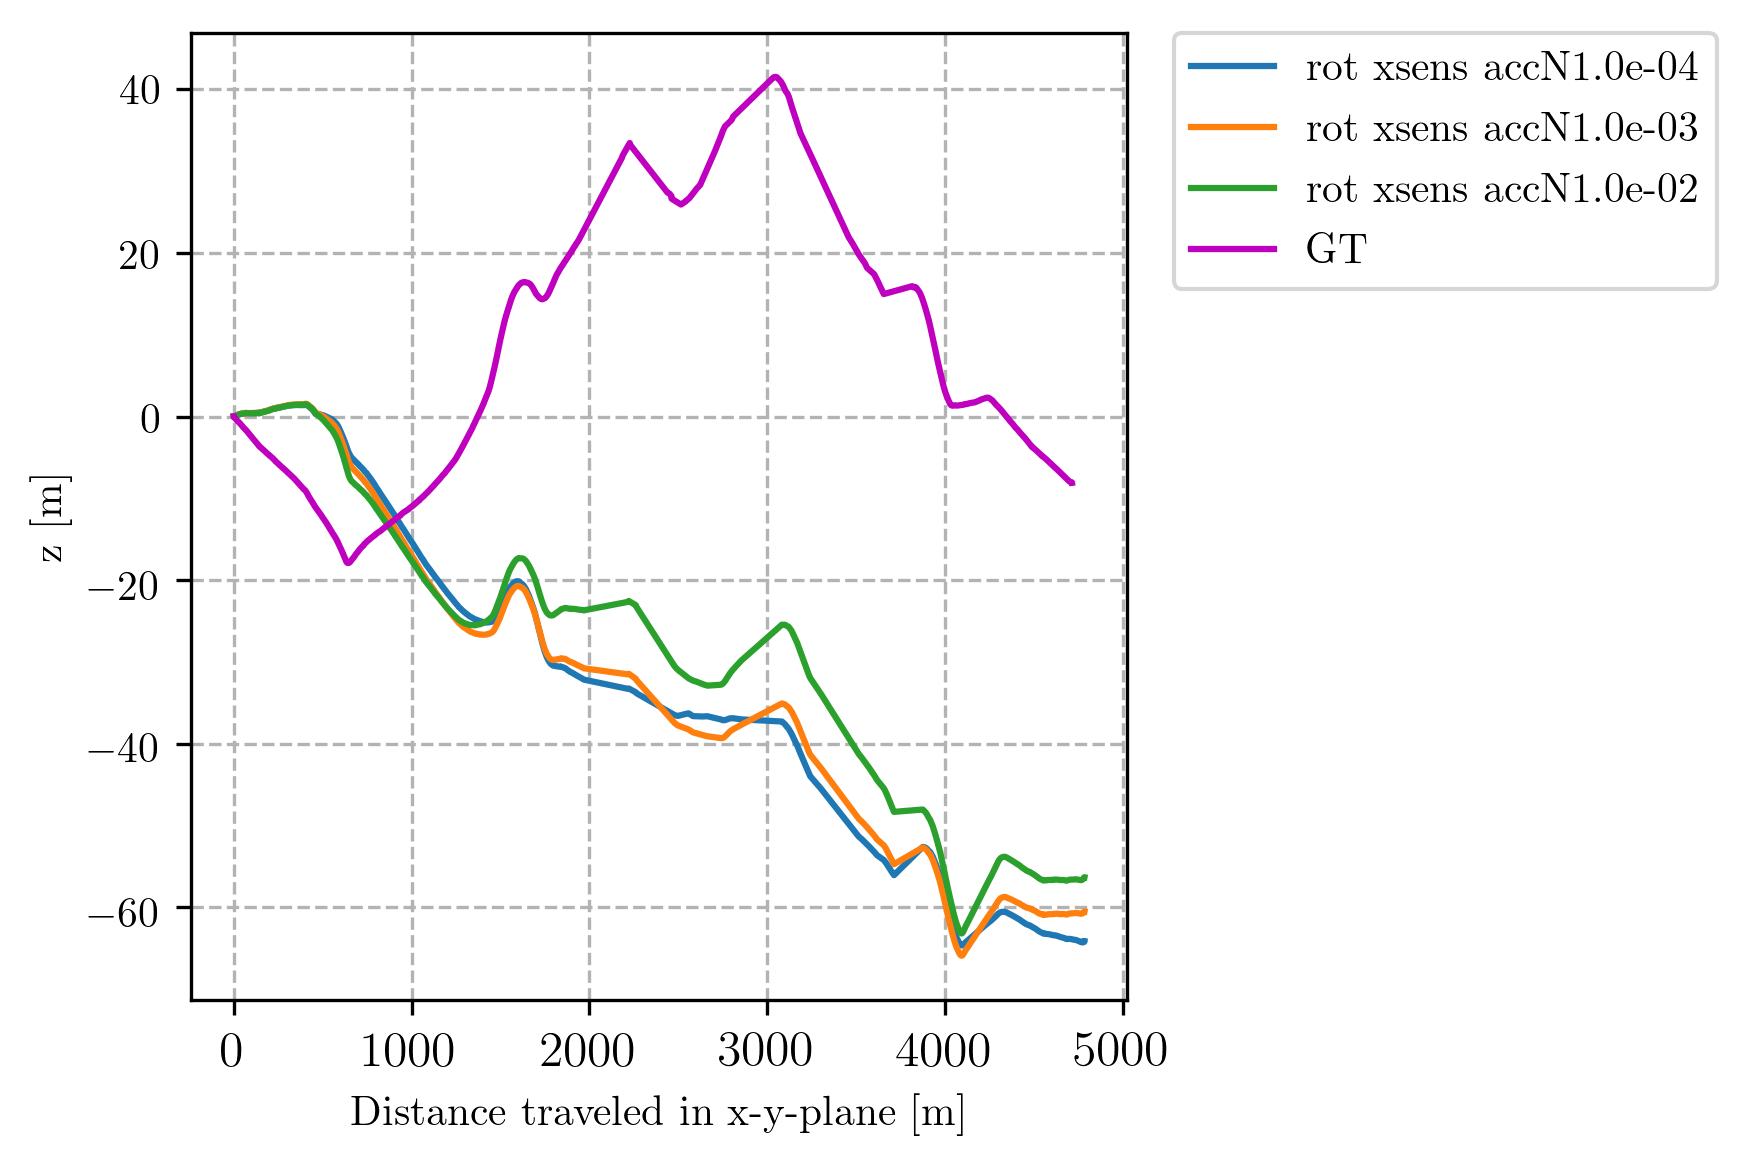 40
20
0
−20
−40
−60
z [m]
0 1000 2000 3000 4000 5000
Distance traveled in x-y-plane [m]
rot xsens accN1.0e-04
rot xsens accN1.0e-03
rot xsens accN1.0e-02
GT